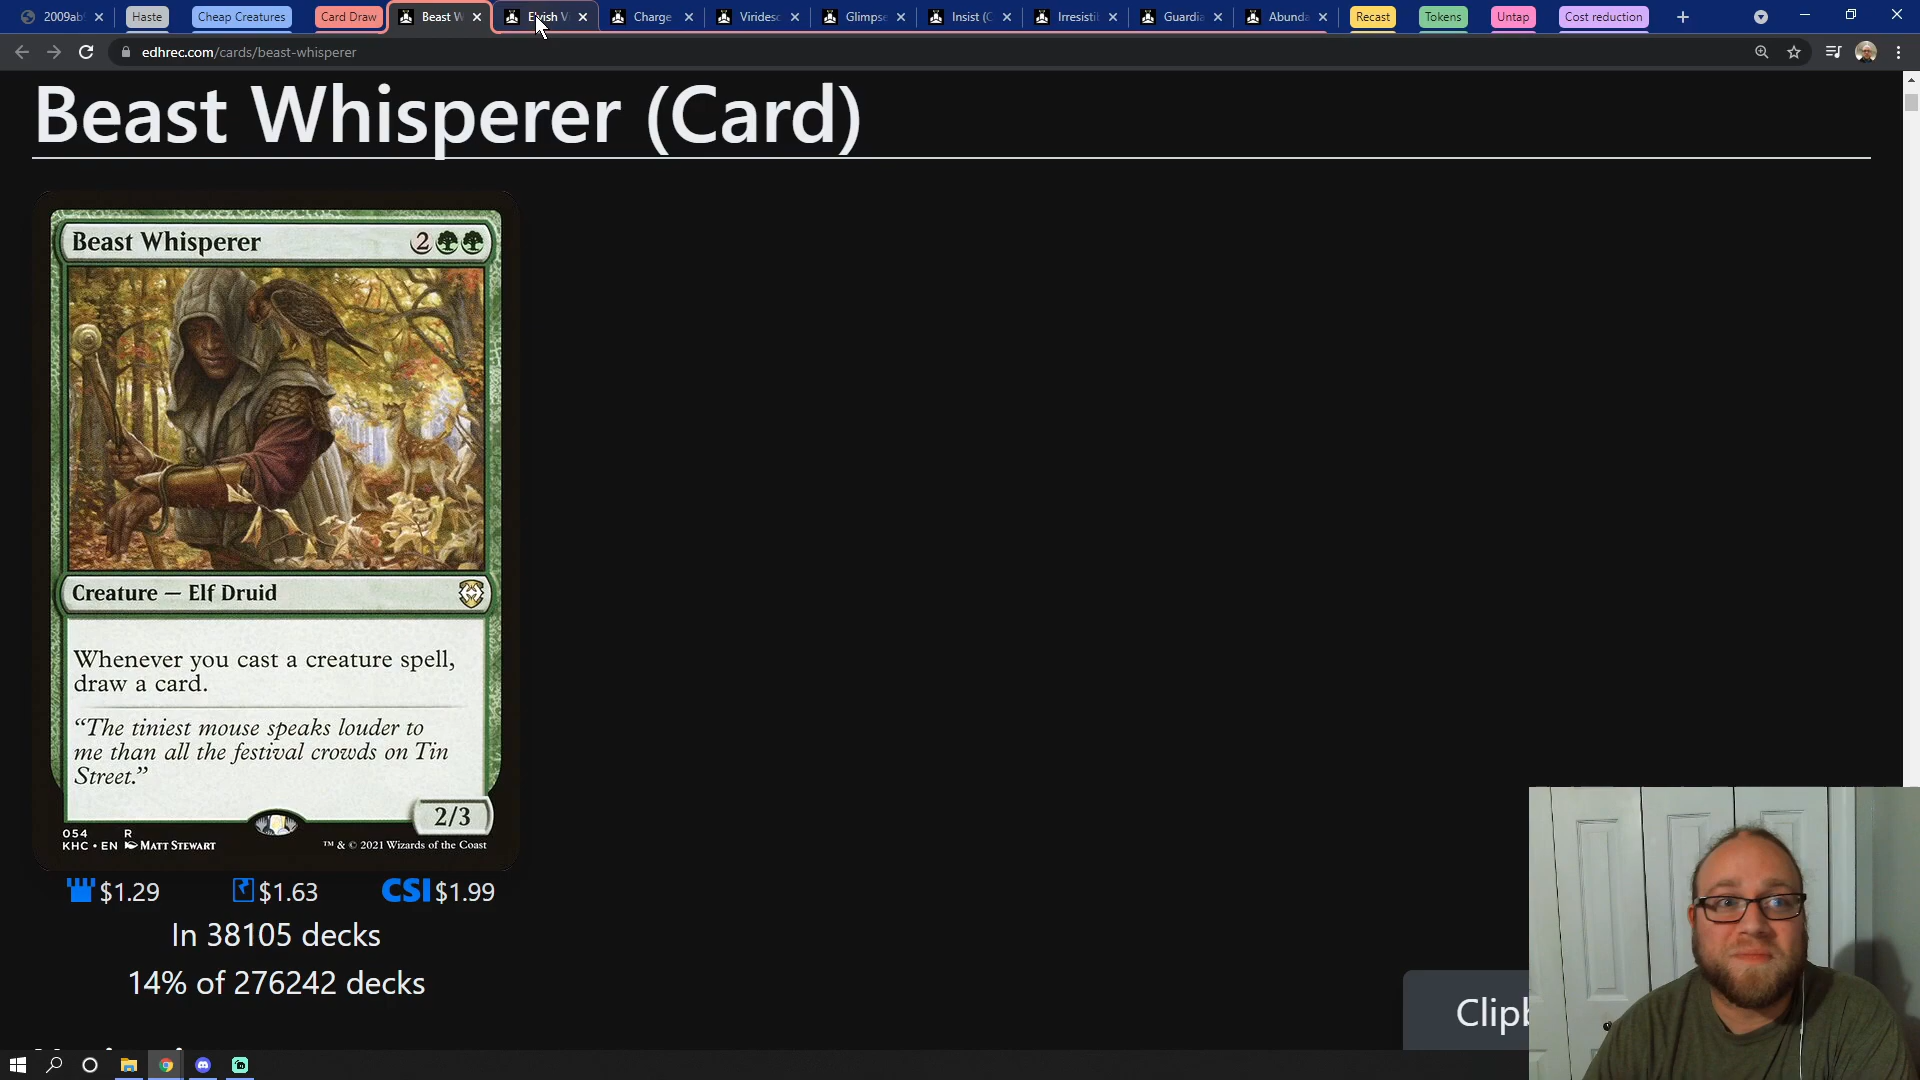 2009ab
Haste
Cheap Creatures
Card Draw
Beast W
Elvish Vi
Charge
Viridesc
Glimpse
Insist (C
Irresistib
Guardia
Abunda
Recast
Tokens
Untap
Cost reduction
edhrec.com/cards/beast-whisperer
Beast Whisperer (Card)
Beast Whisperer 2
Creature — Elf Druid
Whenever you cast a creature spell,
draw a card.
“The tiniest mouse speaks louder to
me than all the festival crowds on Tin
Street.”
2/3
054 R
KHC • EN MATT STEWART
™ & © 2021 Wizards of the Coast
$1.29 $1.63 CSI $1.99
In 38105 decks
14% of 276242 decks
Clipb